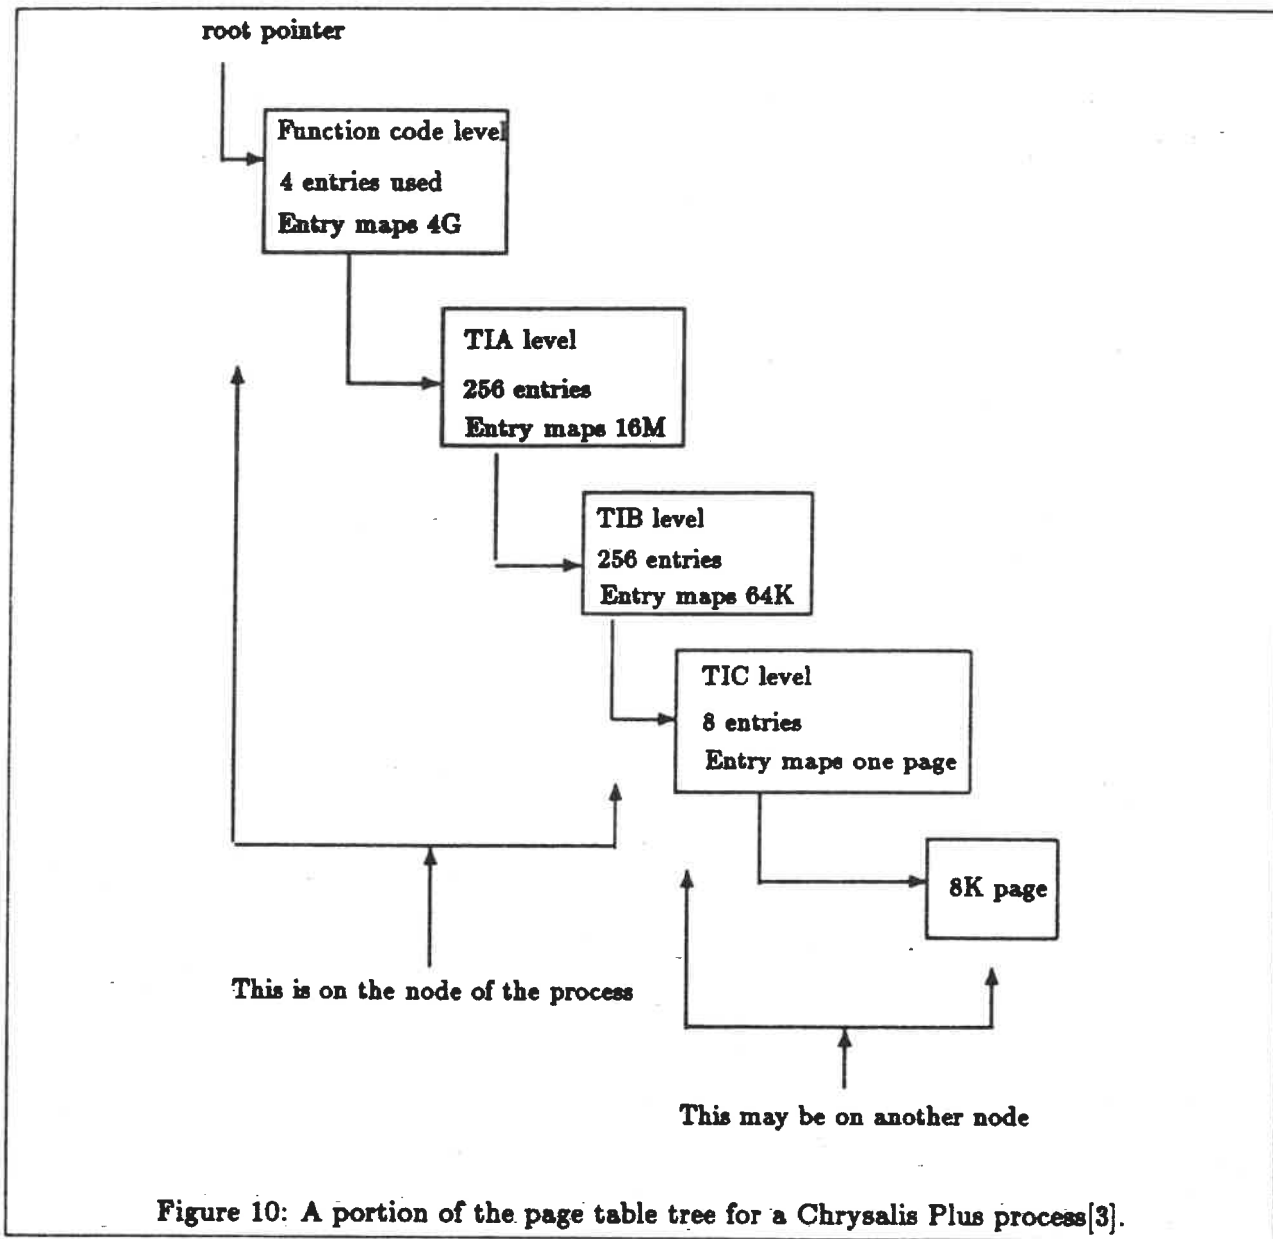 root pointer
Function code level
4 entries used
Entry maps 4G
TIA level
256 entries
Entry maps 16M
TIB level
256 entries
Entry maps 64K
TIC level
8 entries
Entry maps one page
8K page
This is on the node of the process
This may be on another node
Figure 10: A portion of the page table tree for a Chrysalis Plus process[3].